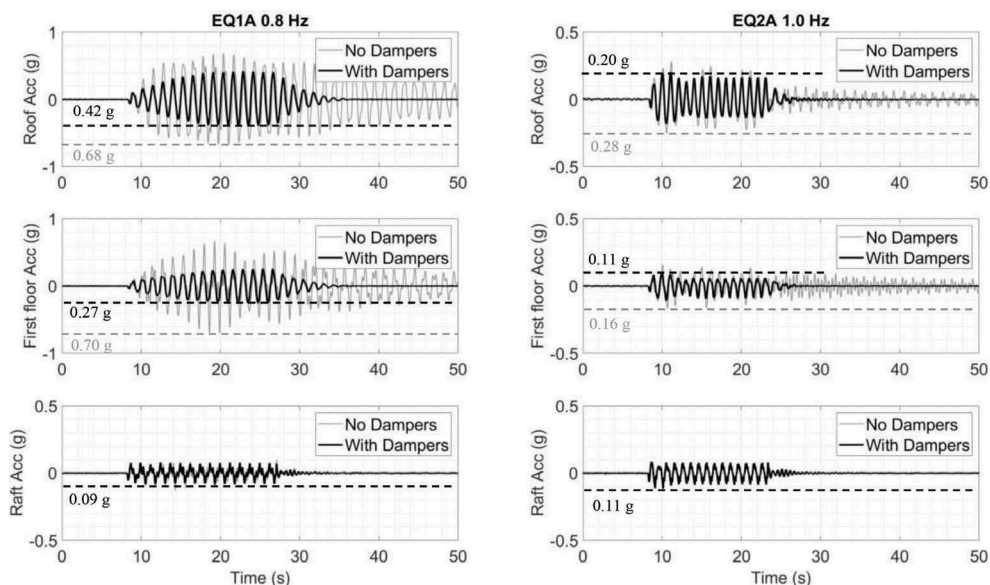 EQ1A 0.8 Hz
Roof Acc (g)
1
0
-1
No Dampers
With Dampers
0.42 g
0.68 g
0 10 20 30 40 50
EQ2A 1.0 Hz
Roof Acc (g)
0.5
0
-0.5
0.20 g
No Dampers
With Dampers
0.28 g
0 10 20 30 40 50
First floor Acc (g)
1
0
-1
No Dampers
With Dampers
0.27 g
0.70 g
0 10 20 30 40 50
First floor Acc (g)
0.5
0
-0.5
0.11 g
No Dampers
With Dampers
0.16 g
0 10 20 30 40 50
Raft Acc (g)
0.5
0
-0.5
No Dampers
With Dampers
0.09 g
0 10 20 30 40 50
Time (s)
Raft Acc (g)
0.5
0
-0.5
No Dampers
With Dampers
0.11 g
0 10 20 30 40 50
Time (s)